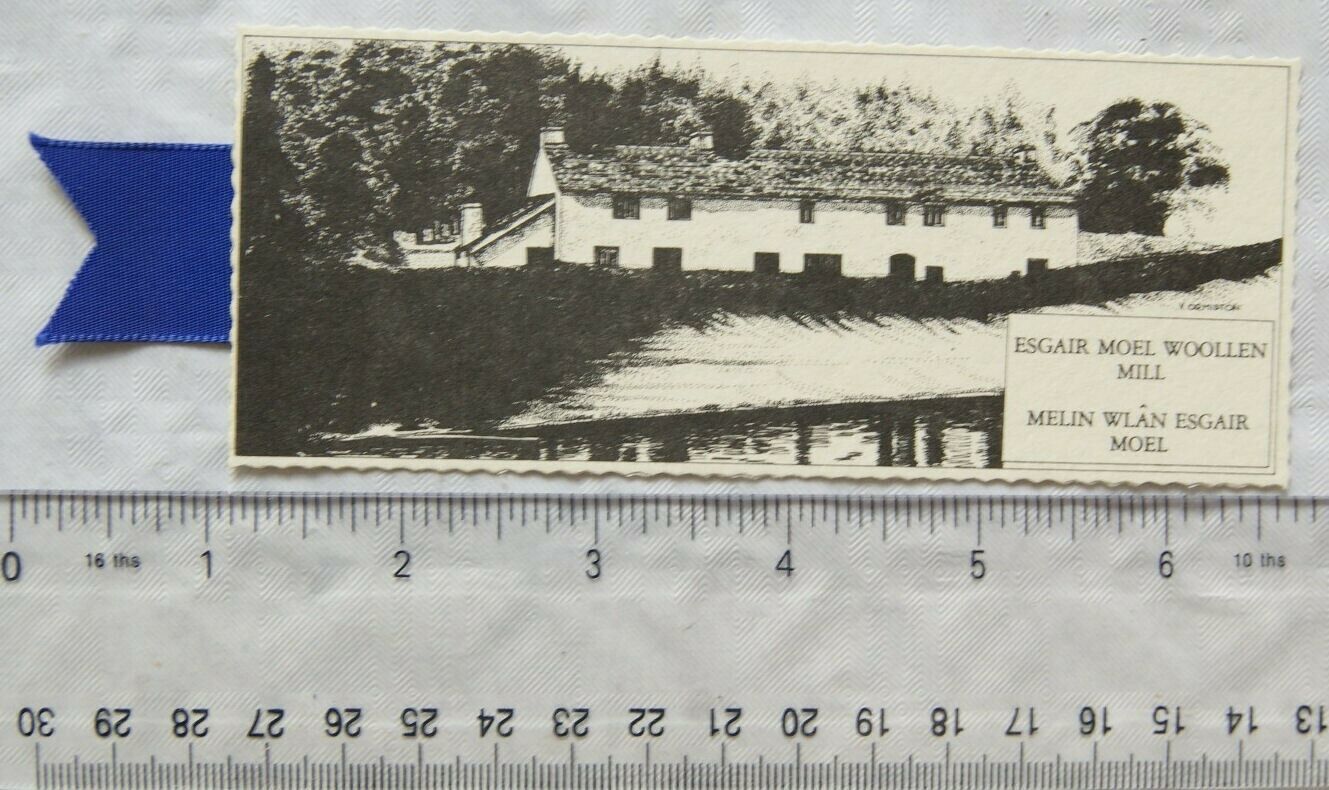 Y ORMISTON
ESGAIR MOEL WOOLLEN
MILL
MELIN WLÂN ESGAIR
MOEL
0 16 ths 1 2 3 4 5 6 10 ths
30 29 28 27 26 25 24 23 22 21 20 19 18 17 16 15 14 13